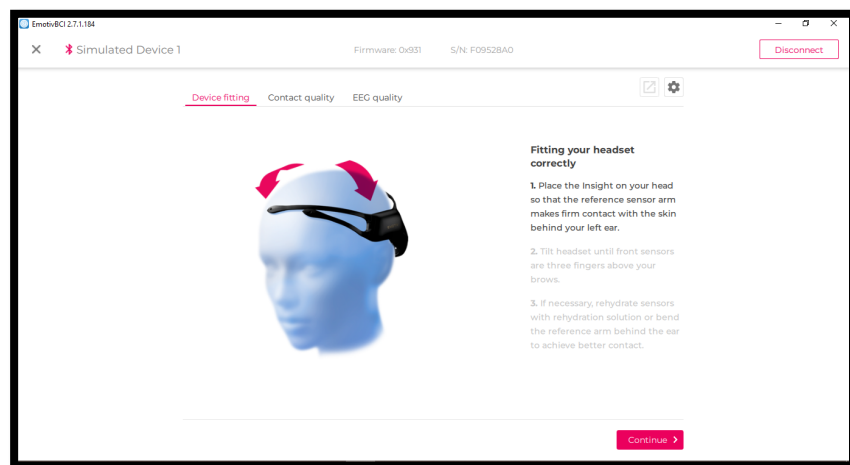 EmotivBCI 2.7.1.184
Simulated Device 1
Firmware: 0x931
S/N: F09528A0
Disconnect
Device fitting
Contact quality
EEG quality
Fitting your headset
correctly
1. Place the Insight on your head
so that the reference sensor arm
makes firm contact with the skin
behind your left ear.
2. Tilt headset until front sensors
are three fingers above your
brows.
3. If necessary, rehydrate sensors
with rehydration solution or bend
the reference arm behind the ear
to achieve better contact.
Continue